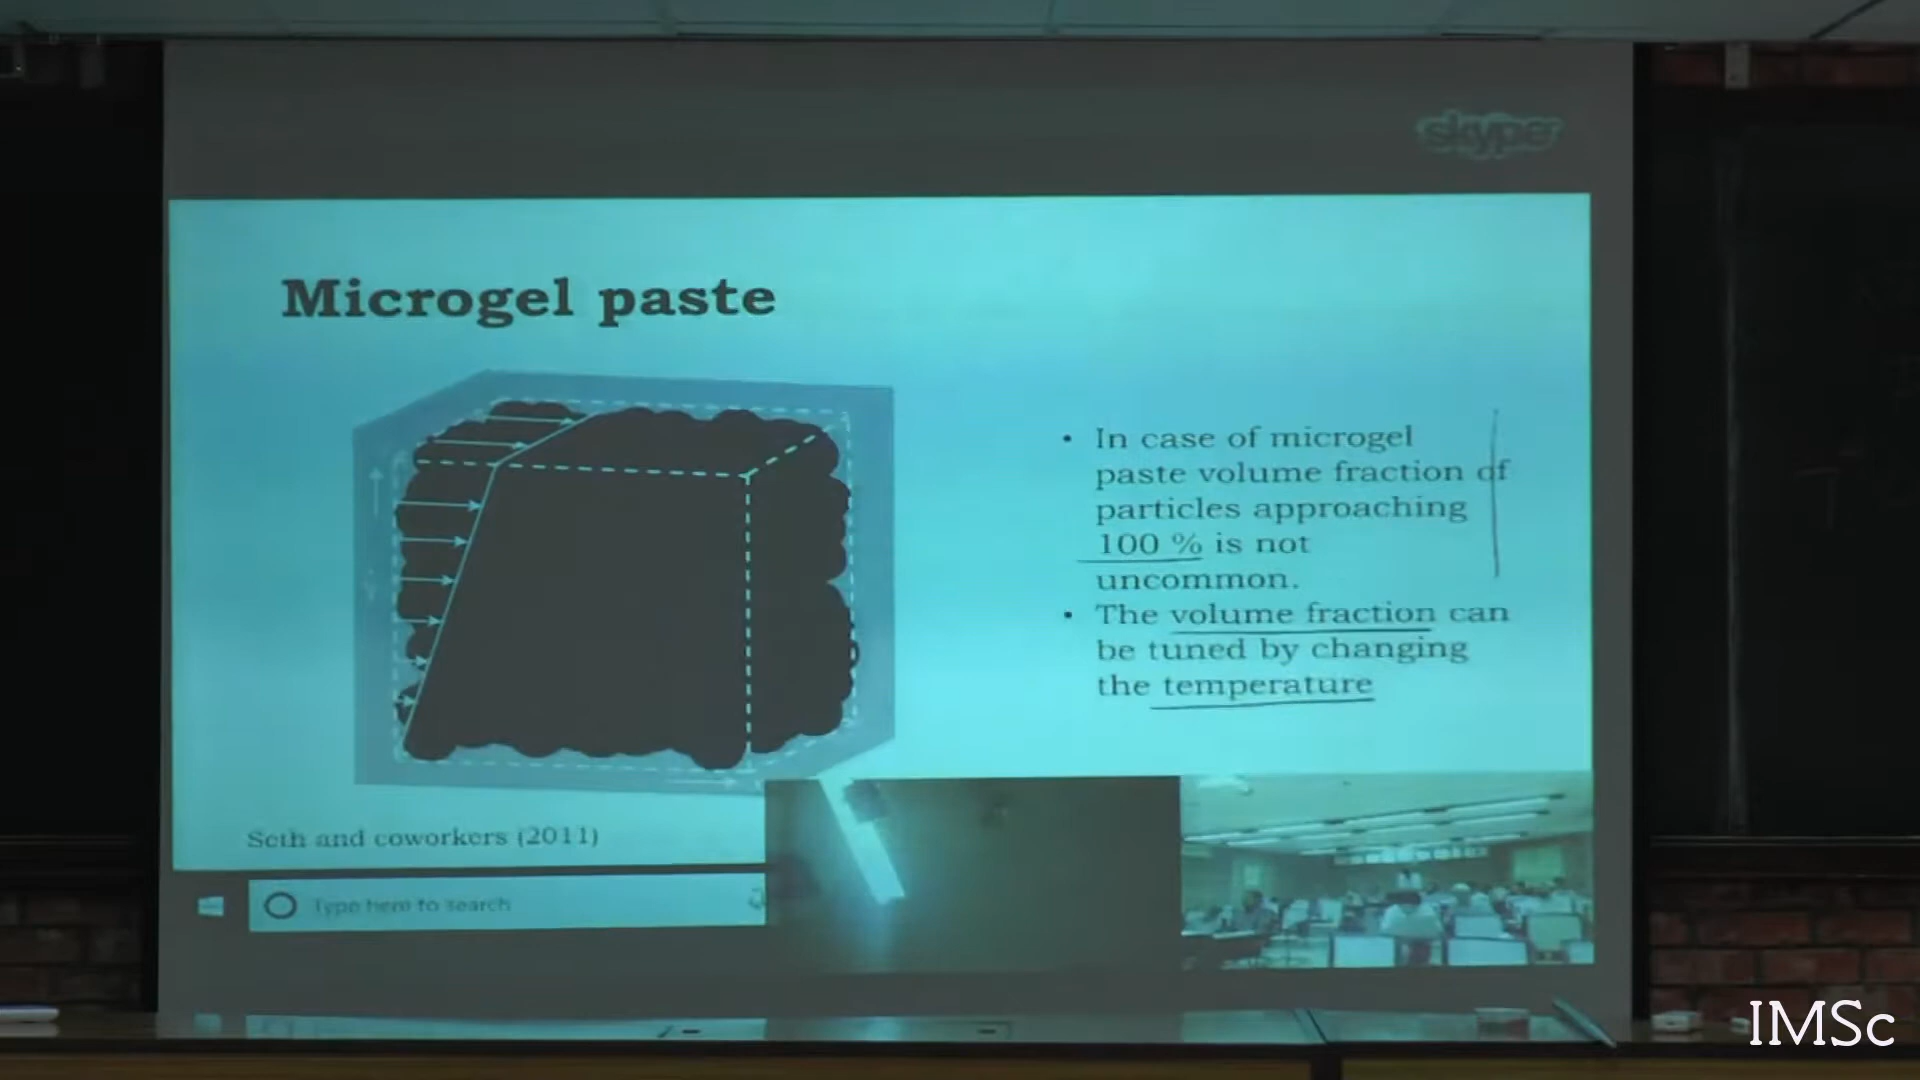 skype
Microgel paste
• In case of microgel
paste volume fraction of
particles approaching
100 % is not
uncommon.
• The volume fraction can
be tuned by changing
the temperature
Seth and coworkers (2011)
Type here to search
IMSc